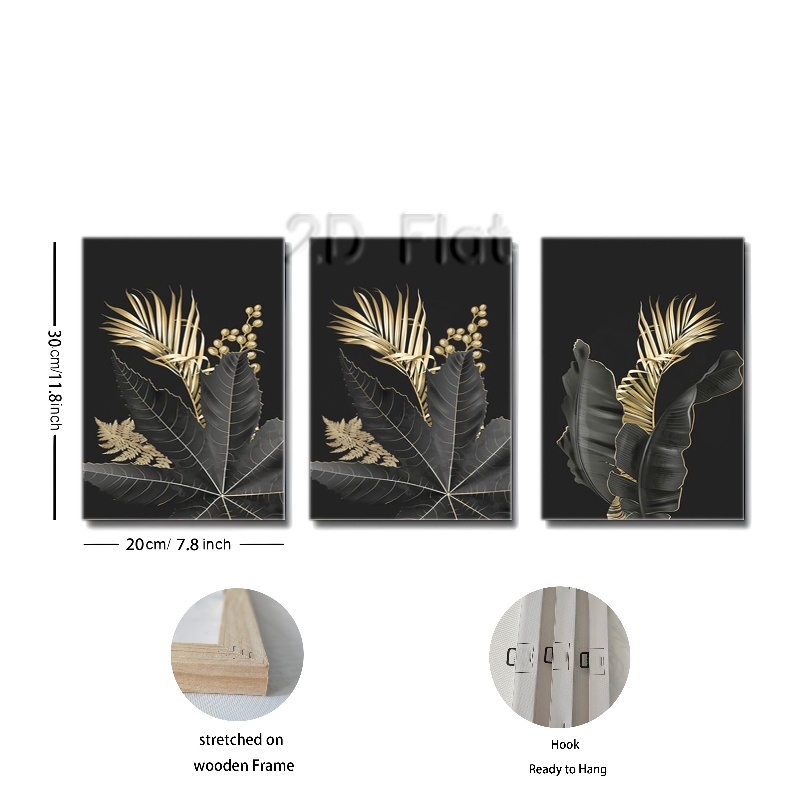 2D Flat
30cm/11.8inch
20cm/ 7.8 inch
stretched on
wooden Frame
Hook
Ready to Hang